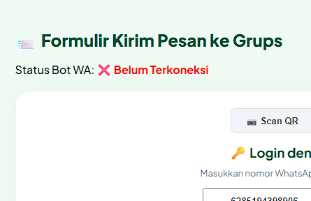 Formulir Kirim Pesan ke Grups
Status Bot WA: ❌ Belum Terkoneksi
Scan QR
Login den
Masukkan nomor WhatsAp